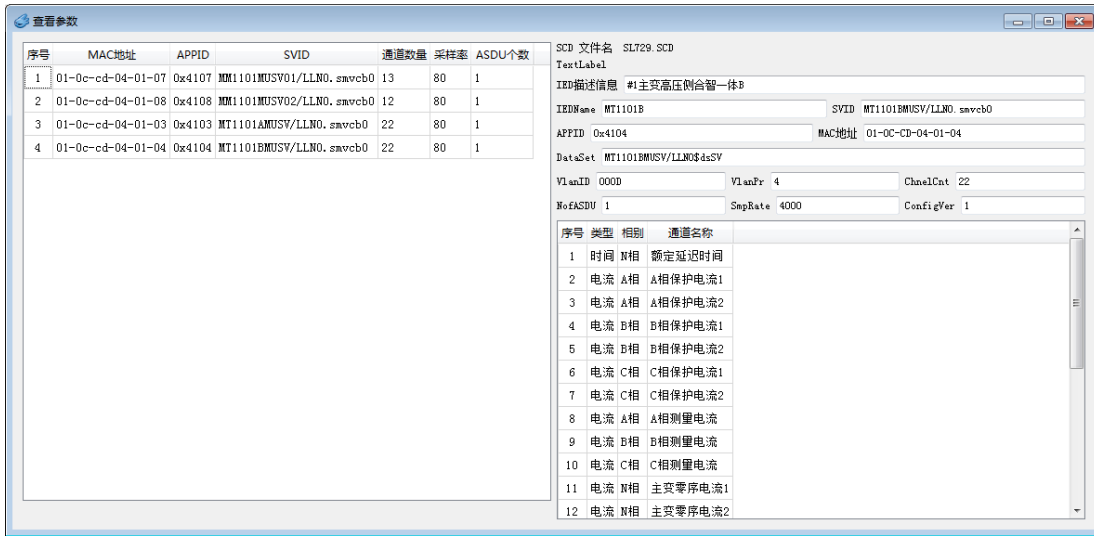 查看参数
序号 MAC地址 APPID SVID 通道数量 采样率 ASDU个数
1 01-0c-cd-04-01-07 0x4107 MM1101MUSV01/LLN0.smvcb0 13 80 1
2 01-0c-cd-04-01-08 0x4108 MM1101MUSV02/LLN0.smvcb0 12 80 1
3 01-0c-cd-04-01-03 0x4103 MT1101AMUSV/LLN0.smvcb0 22 80 1
4 01-0c-cd-04-01-04 0x4104 MT1101BMUSV/LLN0.smvcb0 22 80 1
SCD 文件名 SL729.SCD
TextLabel
IED描述信息 #1主变高压侧合智一体B
IEDName MT1101B SVID MT1101BMUSV/LLN0.smvcb0
APPID 0x4104 MAC地址 01-0C-CD-04-01-04
DataSet MT1101BMUSV/LLN0$dsSV
VlanID 000D VlanPr 4 ChnelCnt 22
NofASDU 1 SmpRate 4000 ConfigVer 1
序号 类型 相别 通道名称
1 时间 N相 额定延迟时间
2 电流 A相 A相保护电流1
3 电流 A相 A相保护电流2
4 电流 B相 B相保护电流1
5 电流 B相 B相保护电流2
6 电流 C相 C相保护电流1
7 电流 C相 C相保护电流2
8 电流 A相 A相测量电流
9 电流 B相 B相测量电流
10 电流 C相 C相测量电流
11 电流 N相 主变零序电流1
12 电流 N相 主变零序电流2